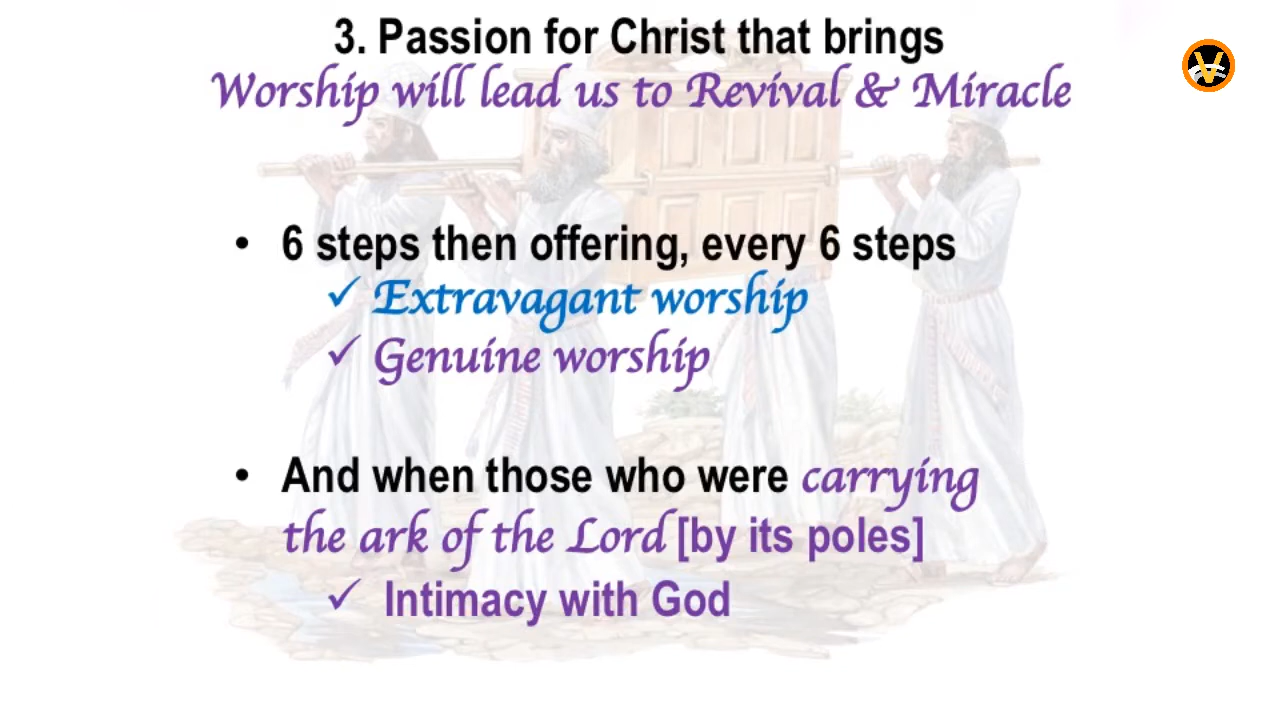 3. Passion for Christ that brings
Worship will lead us to Revival & Miracle
• 6 steps then offering, every 6 steps
✓ Extravagant worship
✓ Genuine worship
• And when those who were carrying
the ark of the Lord [by its poles]
✓ Intimacy with God